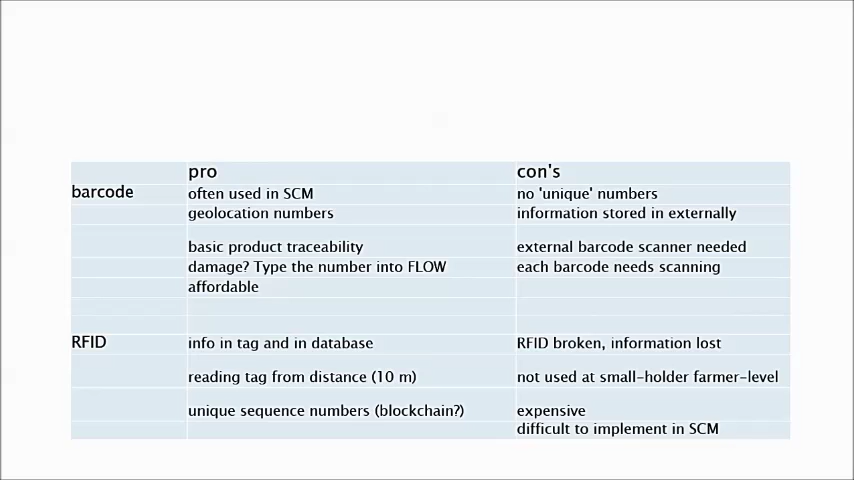 pro con's
barcode often used in SCM no 'unique' numbers
geolocation numbers information stored in externally
basic product traceability external barcode scanner needed
damage? Type the number into FLOW each barcode needs scanning
affordable
RFID info in tag and in database RFID broken, information lost
reading tag from distance (10 m) not used at small-holder farmer-level
unique sequence numbers (blockchain?) expensive
difficult to implement in SCM